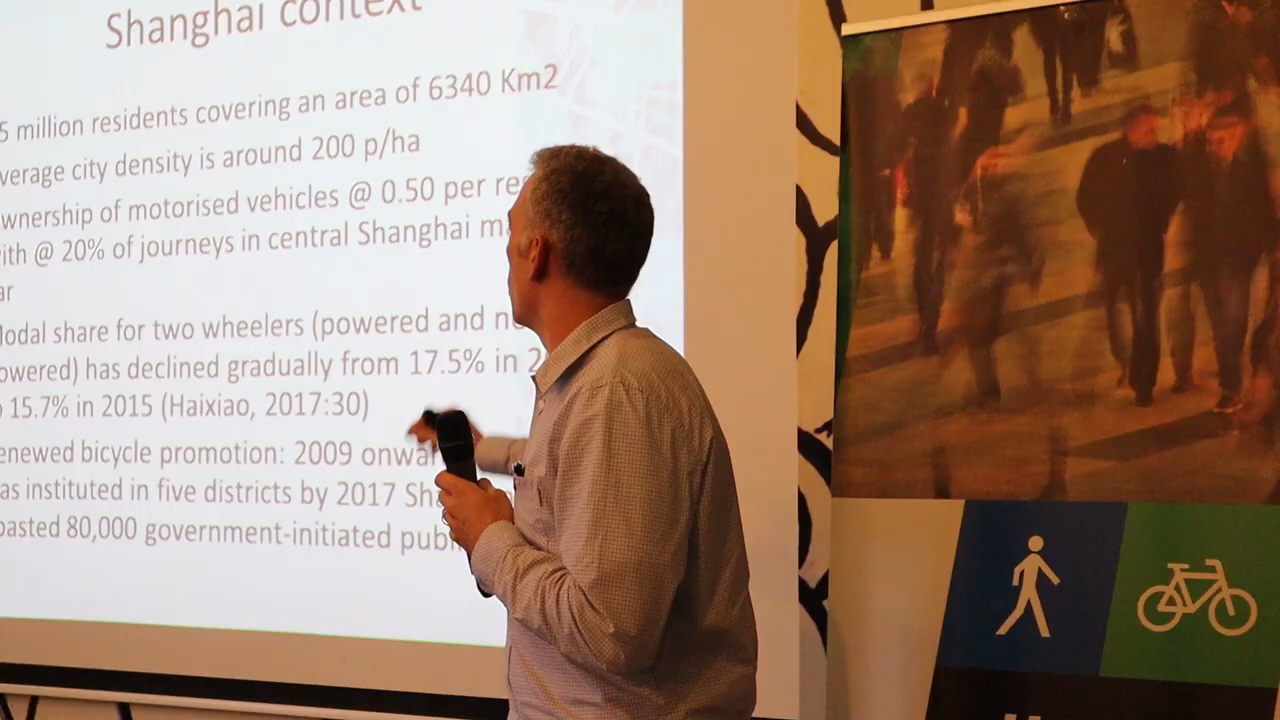 Shanghai context
5 million residents covering an area of 6340 Km2
verage city density is around 200 p/ha
wnership of motorised vehicles @ 0.50 per re
ith @ 20% of journeys in central Shanghai m
ar
odal share for two wheelers (powered and n
owered) has declined gradually from 17.5% in 2
15.7% in 2015 (Haixiao, 2017:30)
enewed bicycle promotion: 2009 onwar
as instituted in five districts by 2017 Sh
oasted 80,000 government-initiated publ